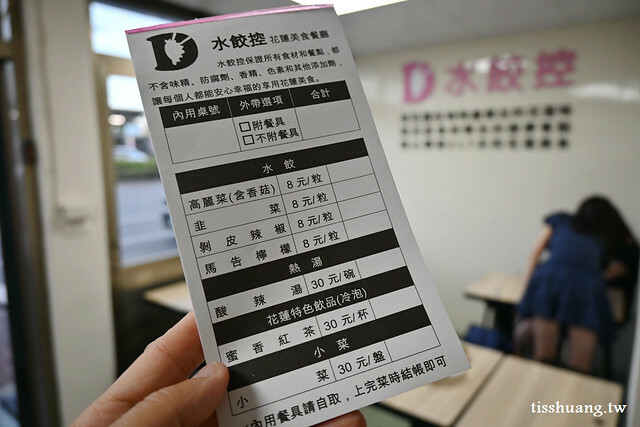 水餃控 花蓮美食餐廳
水餃控保證所有食材和餐點，都
不含味精、防腐劑、香精、色素和其他添加劑，
讓每個人都能安心幸福的享用花蓮美食。
內用桌號 外帶選項 合計
□附餐具
□不附餐具
水餃
高麗菜(含香菇) 8 元/粒
韭菜 8 元/粒
剝皮辣椒 8 元/粒
馬告檸檬 8 元/粒
熱湯
酸辣湯 30 元/碗
花蓮特色飲品(冷泡)
蜜香紅茶 30 元/杯
小菜
小菜 30 元/盤
內用餐具請自取，上完菜時結帳即可
水餃控
tisshuang.tw